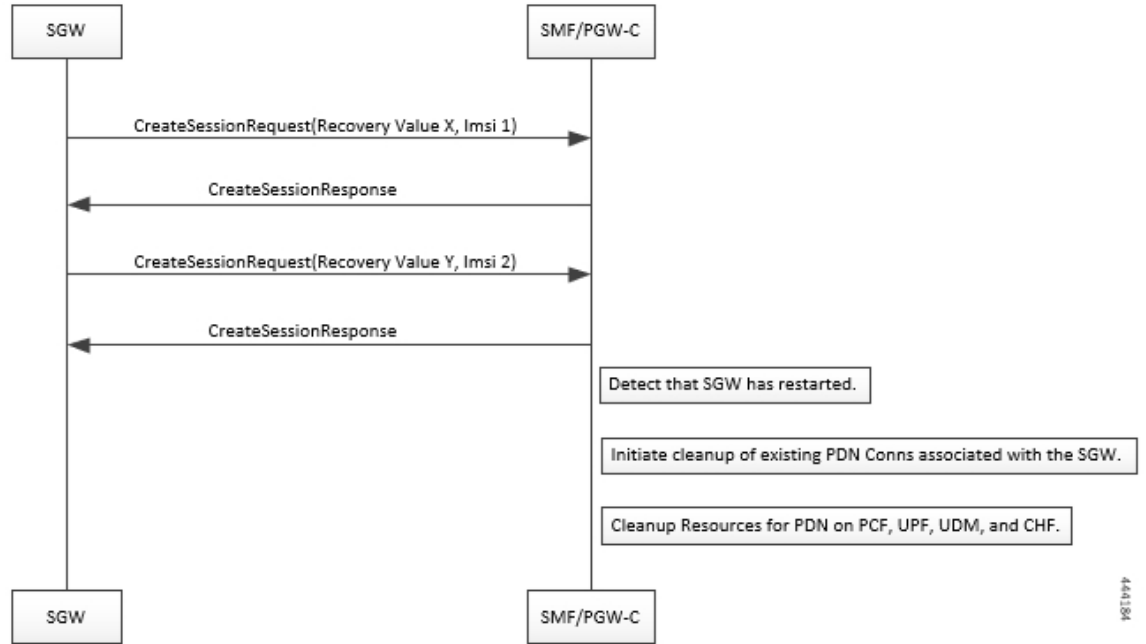 SGW
SMF/PGW-C
CreateSessionRequest(Recovery Value X, Imsi 1)
CreateSessionResponse
CreateSessionRequest(Recovery Value Y, Imsi 2)
CreateSessionResponse
Detect that SGW has restarted.
Initiate cleanup of existing PDN Conns associated with the SGW.
Cleanup Resources for PDN on PCF, UPF, UDM, and CHF.
SGW
SMF/PGW-C
444184